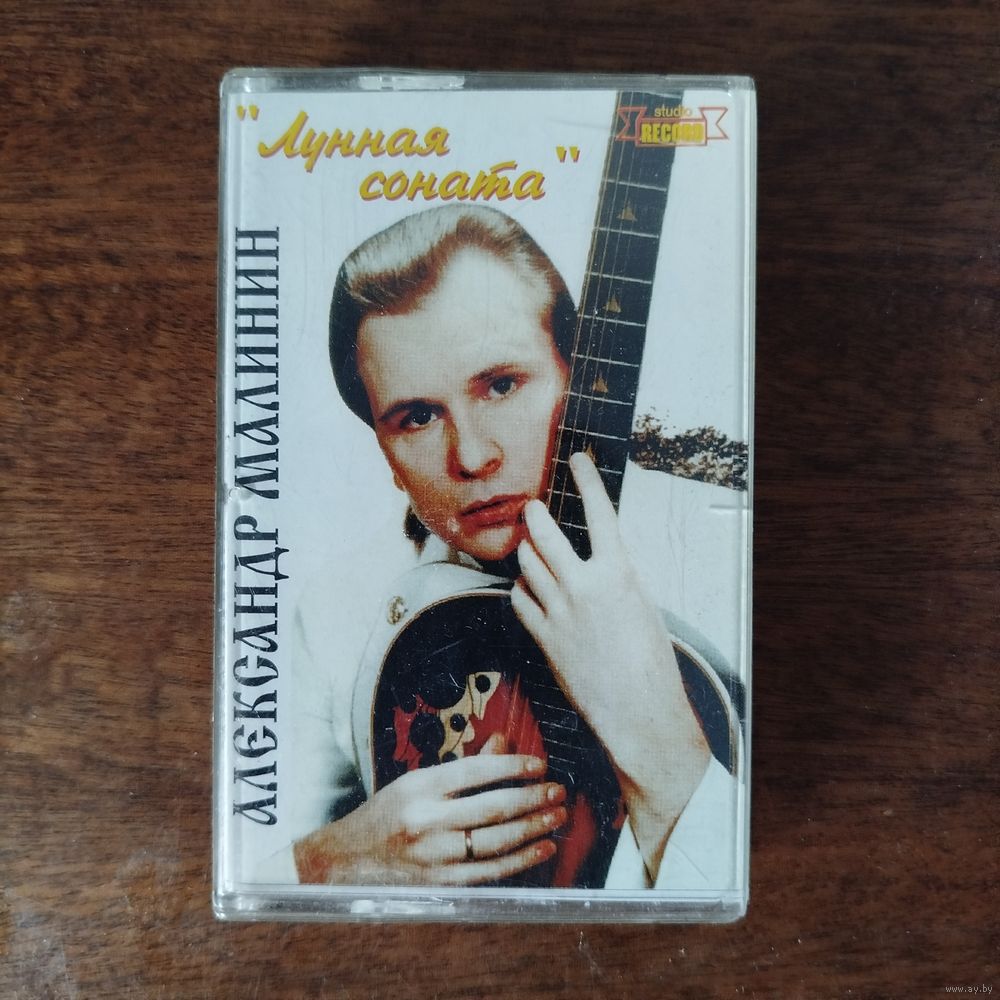 "Лунная
соната"
studio
RECORD
АЛЕКСАНДР МАЛИНИН
www.ay.by